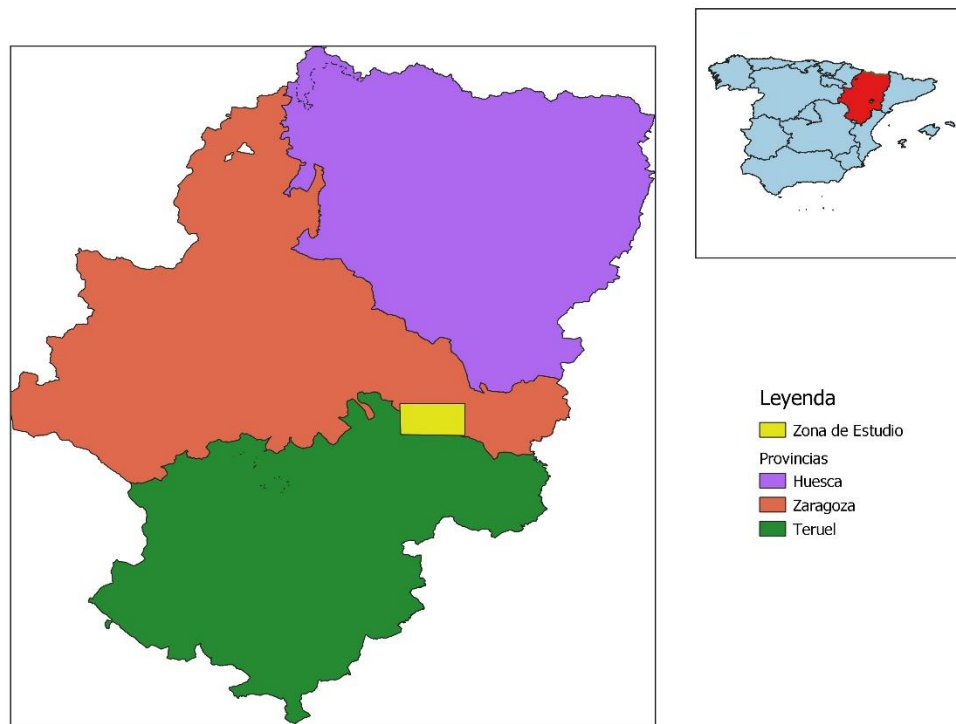 Leyenda
Zona de Estudio
Provincias
Huesca
Zaragoza
Teruel